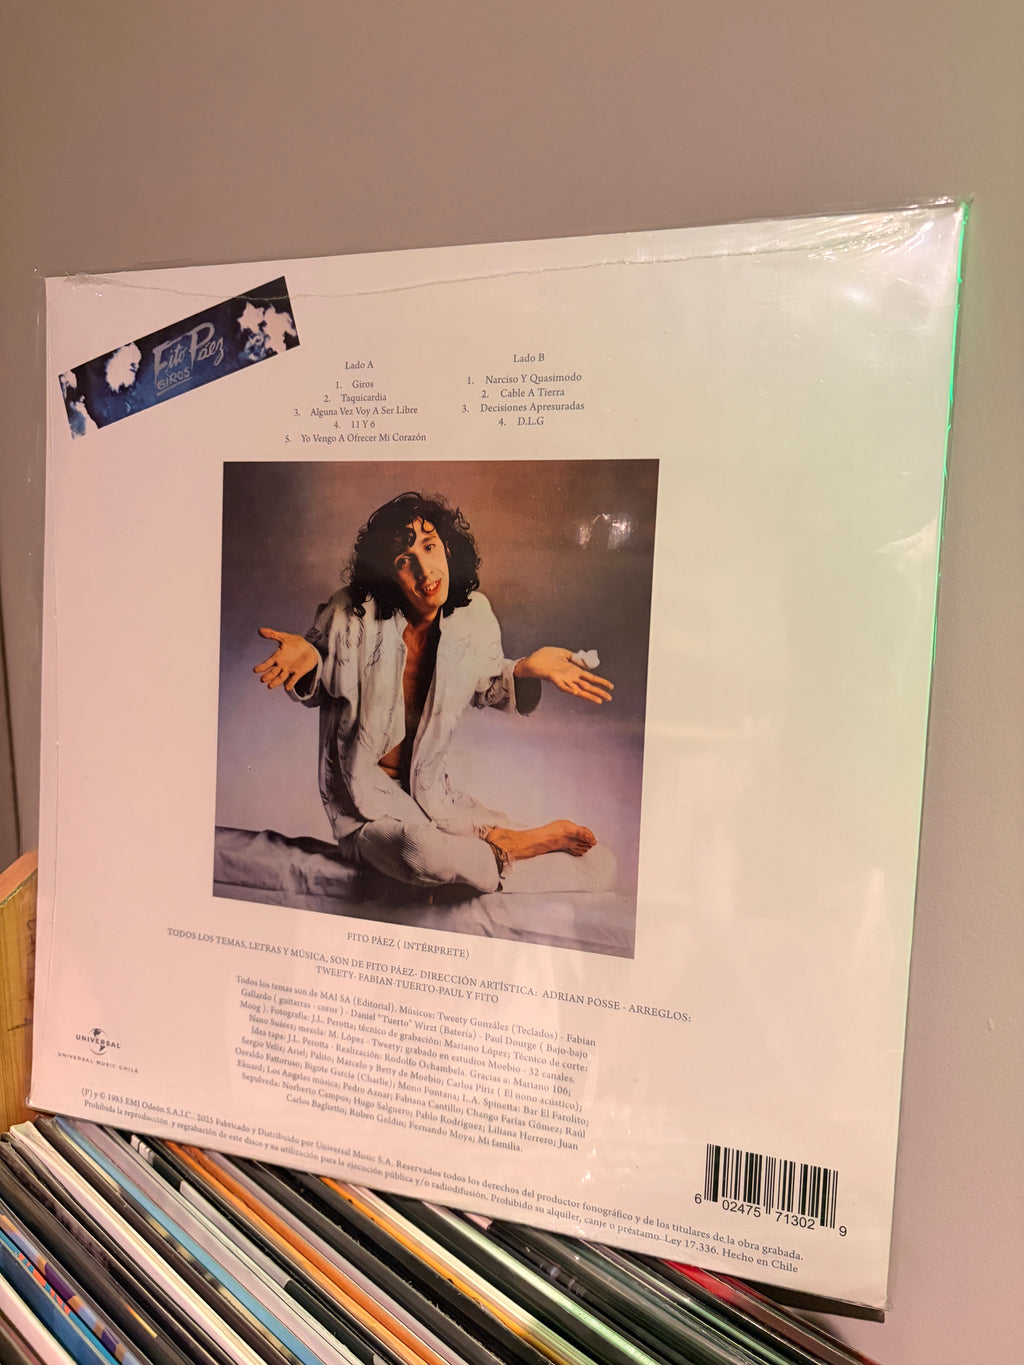 Fito Páez
GIROS
Lado A
1. Giros
2. Taquicardia
3. Alguna Vez Voy A Ser Libre
4. 11 Y 6
5. Yo Vengo A Ofrecer Mi Corazón
Lado B
1. Narciso Y Quasimodo
2. Cable A Tierra
3. Decisiones Apresuradas
4. D.L.G
FITO PÁEZ ( INTÉRPRETE)
TODOS LOS TEMAS, LETRAS Y MÚSICA, SON DE FITO PÁEZ- DIRECCIÓN ARTÍSTICA: ADRIAN POSSE - ARREGLOS:
TWEETY- FABIAN-TUERTO-PAUL Y FITO
Todos los temas son de MAI SA (Editorial). Músicos: Tweety González (Teclados) - Fabian
Gallardo ( guitarras - coros ) - Daniel "Tuerto" Wirzt (Batería) - Paul Dourge ( Bajo-bajo
Moog ). Fotografía: J.L. Perotta; técnico de grabación: Mariano López; Técnico de corte:
Nano Suárez; mezcla: M. López - Tweety; grabado en estudios Moebio - 32 canales.
Idea tapa: J.L. Perotta - Realización: Rodolfo Ochambela. Gracias a: Mariano 106;
Sergio Veliz; Ariel; Palito; Marcelo y Betty de Moebio; Carlos Piriz ( El nono acústico);
Osvaldo Fattoruso; Bigote García (Charlie); Mono Fontana; L.A. Spinetta: Bar El Farolito;
Ekuard; Los Angeles música; Pedro Aznar; Fabiana Cantillo; Chango Farías Gómez; Raúl
Sepulveda: Norberto Campos; Hugo Salguero; Pablo Rodríguez; Liliana Herrero; Juan
Carlos Baglietto; Ruben Goldin; Fernando Moya; Mi familia.
UNIVERSAL
UNIVERSAL MUSIC CHILE
(P) y © 1985 EMI Odeón S.A.I.C.. 2025 Fabricado y Distribuido por Universal Music S.A. Reservados todos los derechos del productor fonográfico y de los titulares de la obra grabada.
Prohibida la reproducción y regrabación de este disco y su utilización para la ejecución pública y/o radiodifusión. Prohibido su alquiler, canje o préstamo. Ley 17.336. Hecho en Chile
6 02475 71302 9